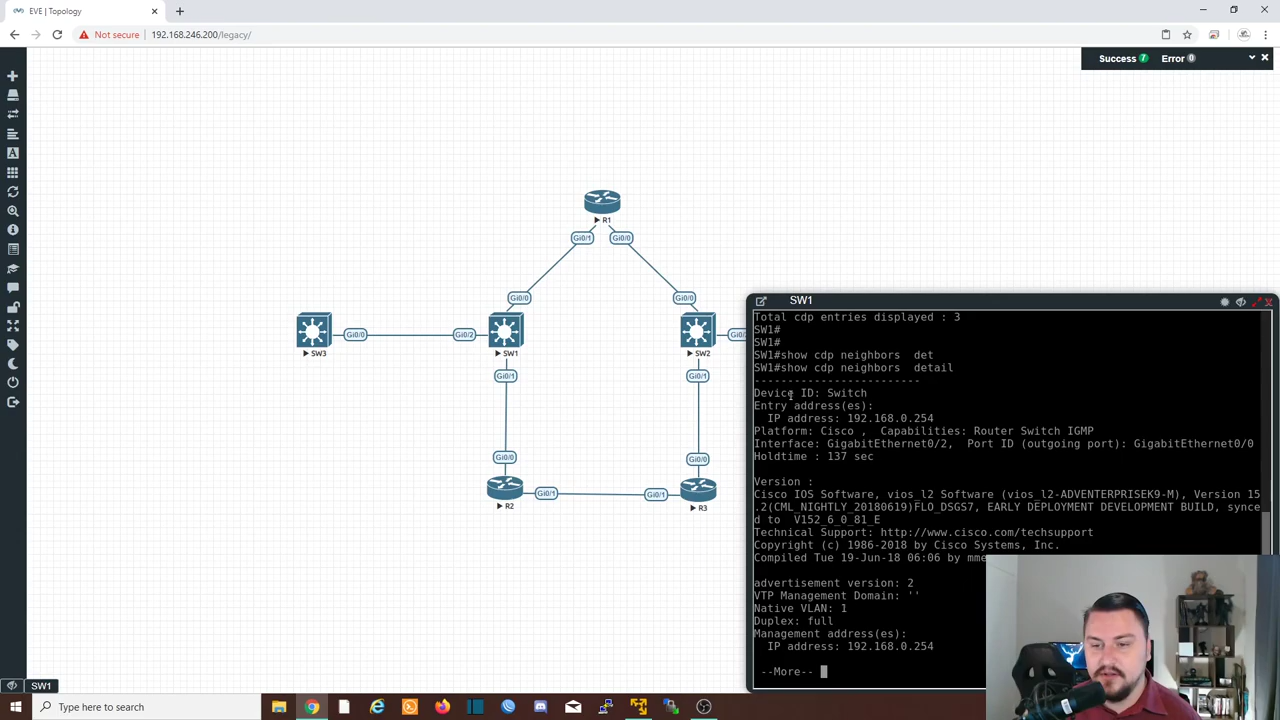 EVE | Topology
Not secure
192.168.246.200/legacy/
Success 7
Error 0
R1
Gi0/1
Gi0/0
Gi0/0
Gi0/0
SW3
Gi0/0
Gi0/2
SW1
SW2
Gi0/1
Gi0/1
Gi0/0
Gi0/0
R2
Gi0/1
Gi0/1
R3
SW1
Total cdp entries displayed : 3
SW1#
SW1#
SW1#show cdp neighbors  det
SW1#show cdp neighbors  detail
-------------------------
Device ID: Switch
Entry address(es):
  IP address: 192.168.0.254
Platform: Cisco ,  Capabilities: Router Switch IGMP
Interface: GigabitEthernet0/2,  Port ID (outgoing port): GigabitEthernet0/0
Holdtime : 137 sec
Version :
Cisco IOS Software, vios_l2 Software (vios_l2-ADVENTERPRISEK9-M), Version 15
.2(CML_NIGHTLY_20180619)FLO_DSGS7, EARLY DEPLOYMENT DEVELOPMENT BUILD, synce
d to  V152_6_0_81_E
Technical Support: http://www.cisco.com/techsupport
Copyright (c) 1986-2018 by Cisco Systems, Inc.
Compiled Tue 19-Jun-18 06:06 by
advertisement version: 2
VTP Management Domain: ''
Native VLAN: 1
Duplex: full
Management address(es):
  IP address: 192.168.0.254
--More--
SW1
Type here to search